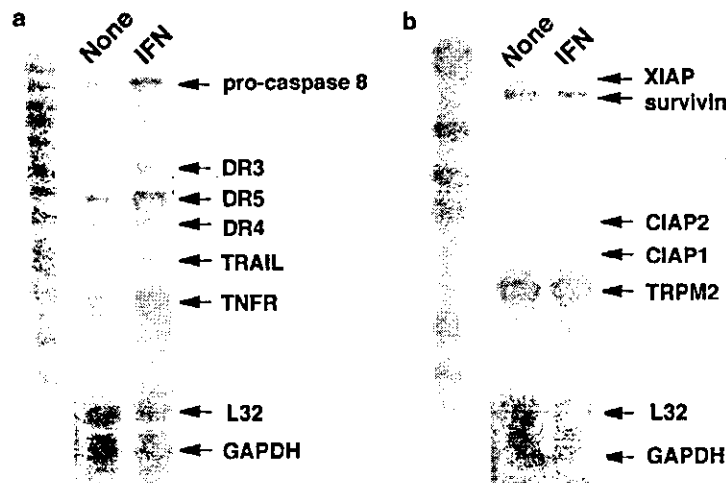 a
None IFN
pro-caspase 8
DR3
DR5
DR4
TRAIL
TNFR
L32
GAPDH
b
None IFN
XIAP
survivin
CIAP2
CIAP1
TRPM2
L32
GAPDH